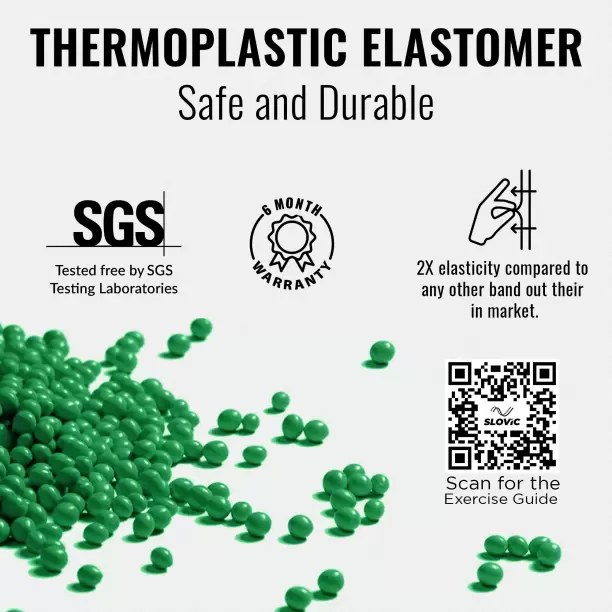 THERMOPLASTIC ELASTOMER
Safe and Durable
SGS
Tested free by SGS
Testing Laboratories
6 MONTH
WARRANTY
2X elasticity compared to
any other band out their
in market.
SLOVIC
Scan for the
Exercise Guide